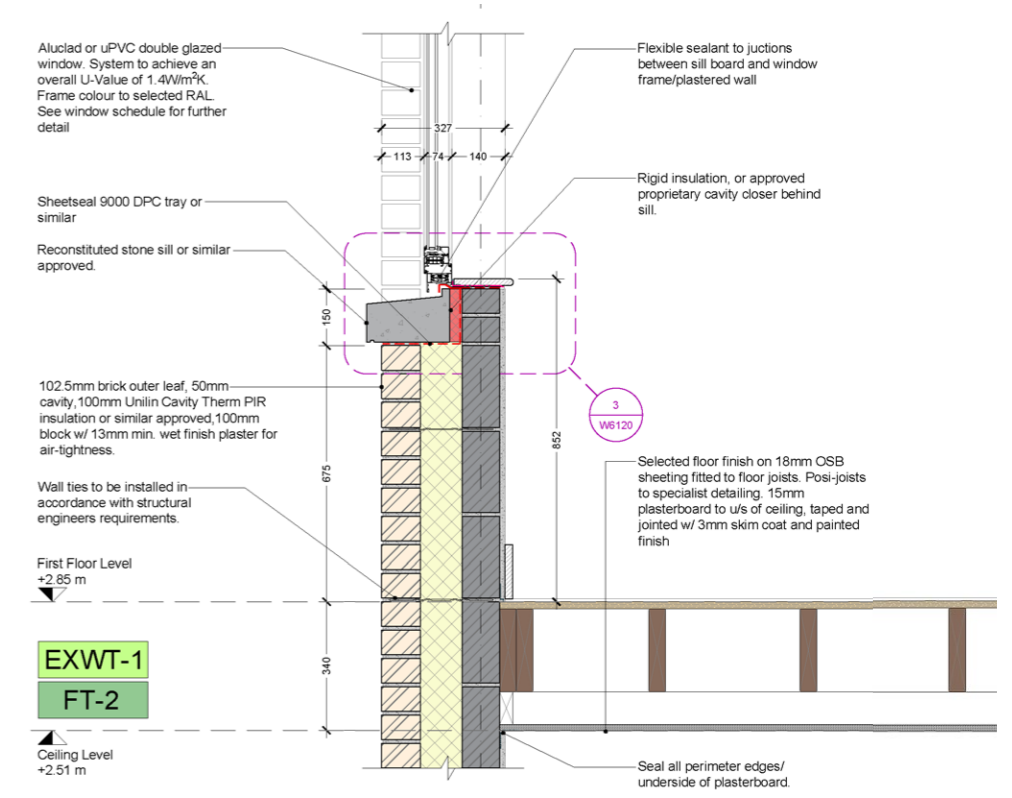 Aluclad or uPVC double glazed
window. System to achieve an
overall U-Value of 1.4W/m²K.
Frame colour to selected RAL.
See window schedule for further
detail
Flexible sealant to juctions
between sill board and window
frame/plastered wall
327
113
74
140
Sheetseal 9000 DPC tray or
similar
Rigid insulation, or approved
proprietary cavity closer behind
sill.
Reconstituted stone sill or similar
approved.
150
102.5mm brick outer leaf, 50mm
cavity,100mm Unilin Cavity Therm PIR
insulation or similar approved,100mm
block w/ 13mm min. wet finish plaster for
air-tightness.
3
W6120
852
675
Wall ties to be installed in
accordance with structural
engineers requirements.
Selected floor finish on 18mm OSB
sheeting fitted to floor joists. Posi-joists
to specialist detailing. 15mm
plasterboard to u/s of ceiling, taped and
jointed w/ 3mm skim coat and painted
finish
First Floor Level
+2.85 m
340
EXWT-1
FT-2
Ceiling Level
+2.51 m
Seal all perimeter edges/
underside of plasterboard.